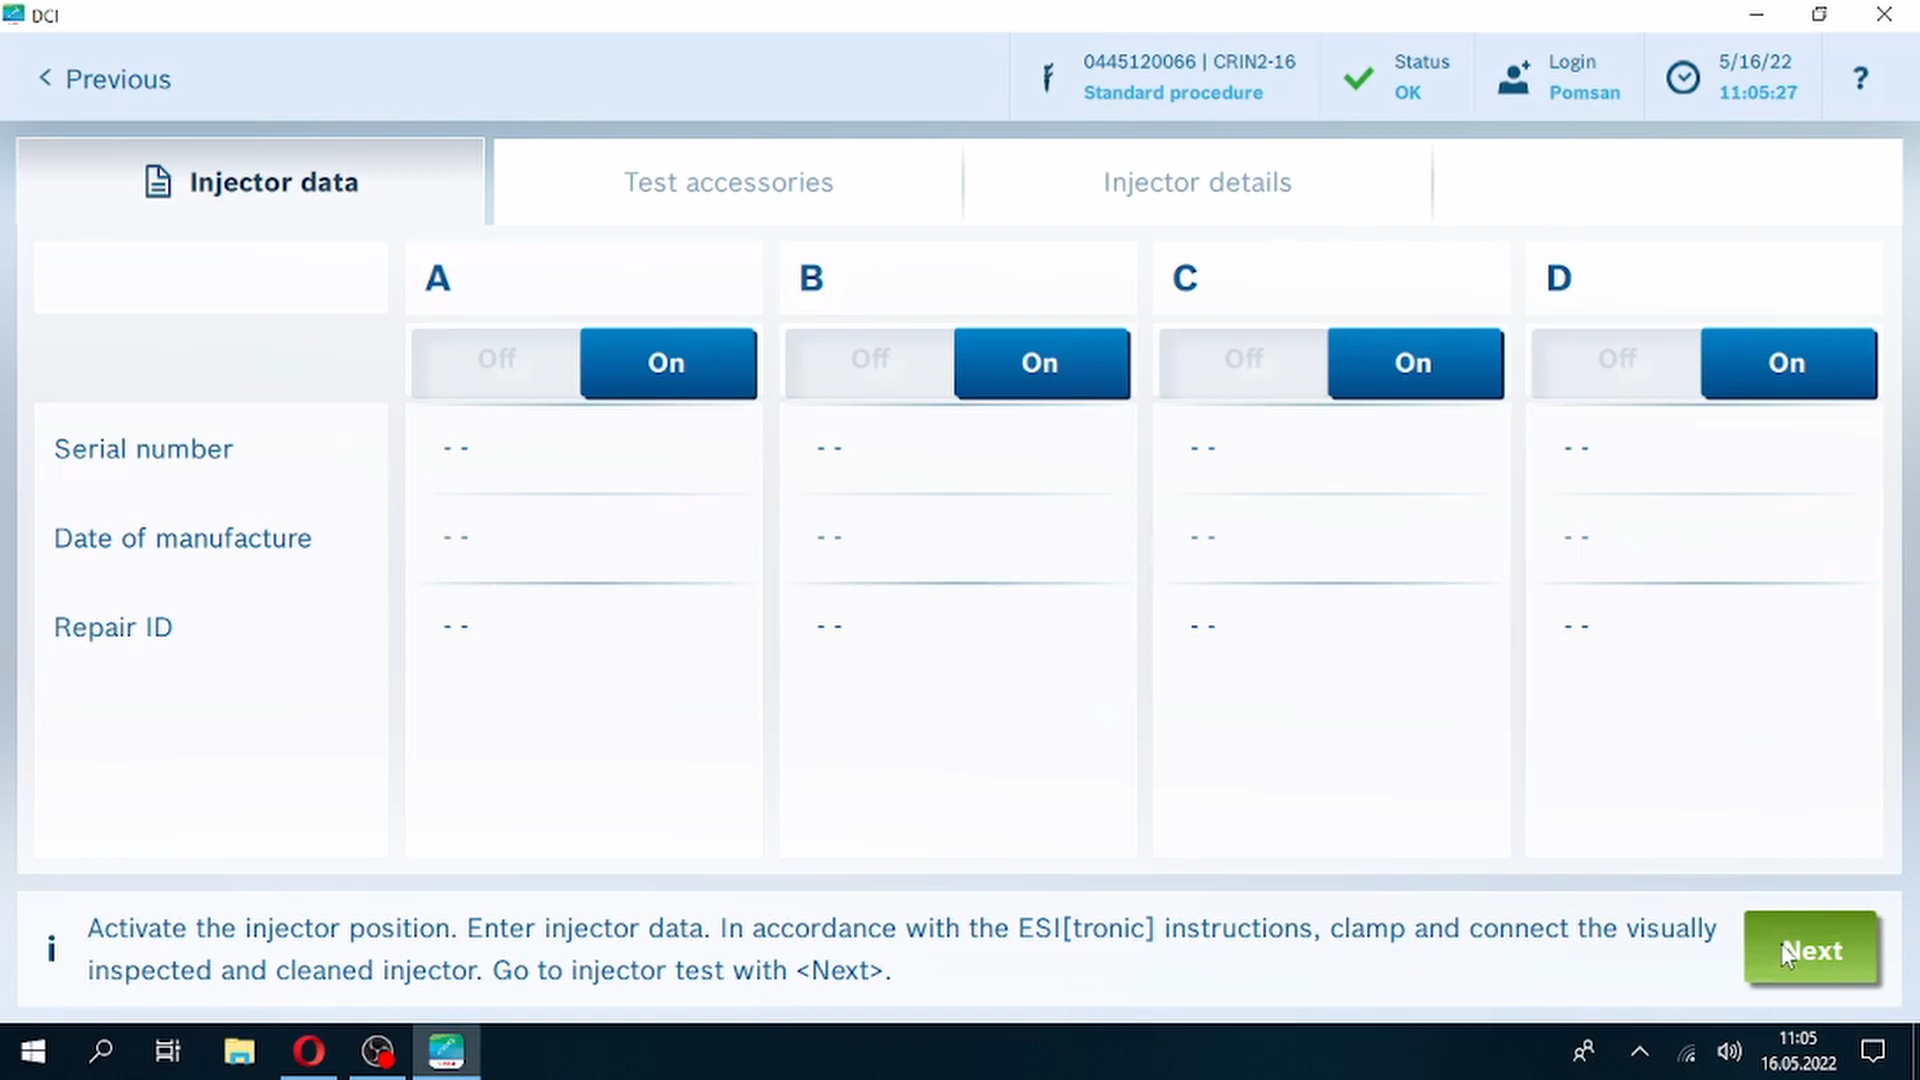 DCI
< Previous
0445120066 | CRIN2-16
Standard procedure
Status
OK
Login
Pomsan
5/16/22
11:05:27
?
Injector data
Test accessories
Injector details
A
B
C
D
Off On
Off On
Off On
Off On
Serial number -- -- -- --
Date of manufacture -- -- -- --
Repair ID -- -- -- --
Activate the injector position. Enter injector data. In accordance with the ESI[tronic] instructions, clamp and connect the visually
inspected and cleaned injector. Go to injector test with <Next>.
Next
11:05
16.05.2022